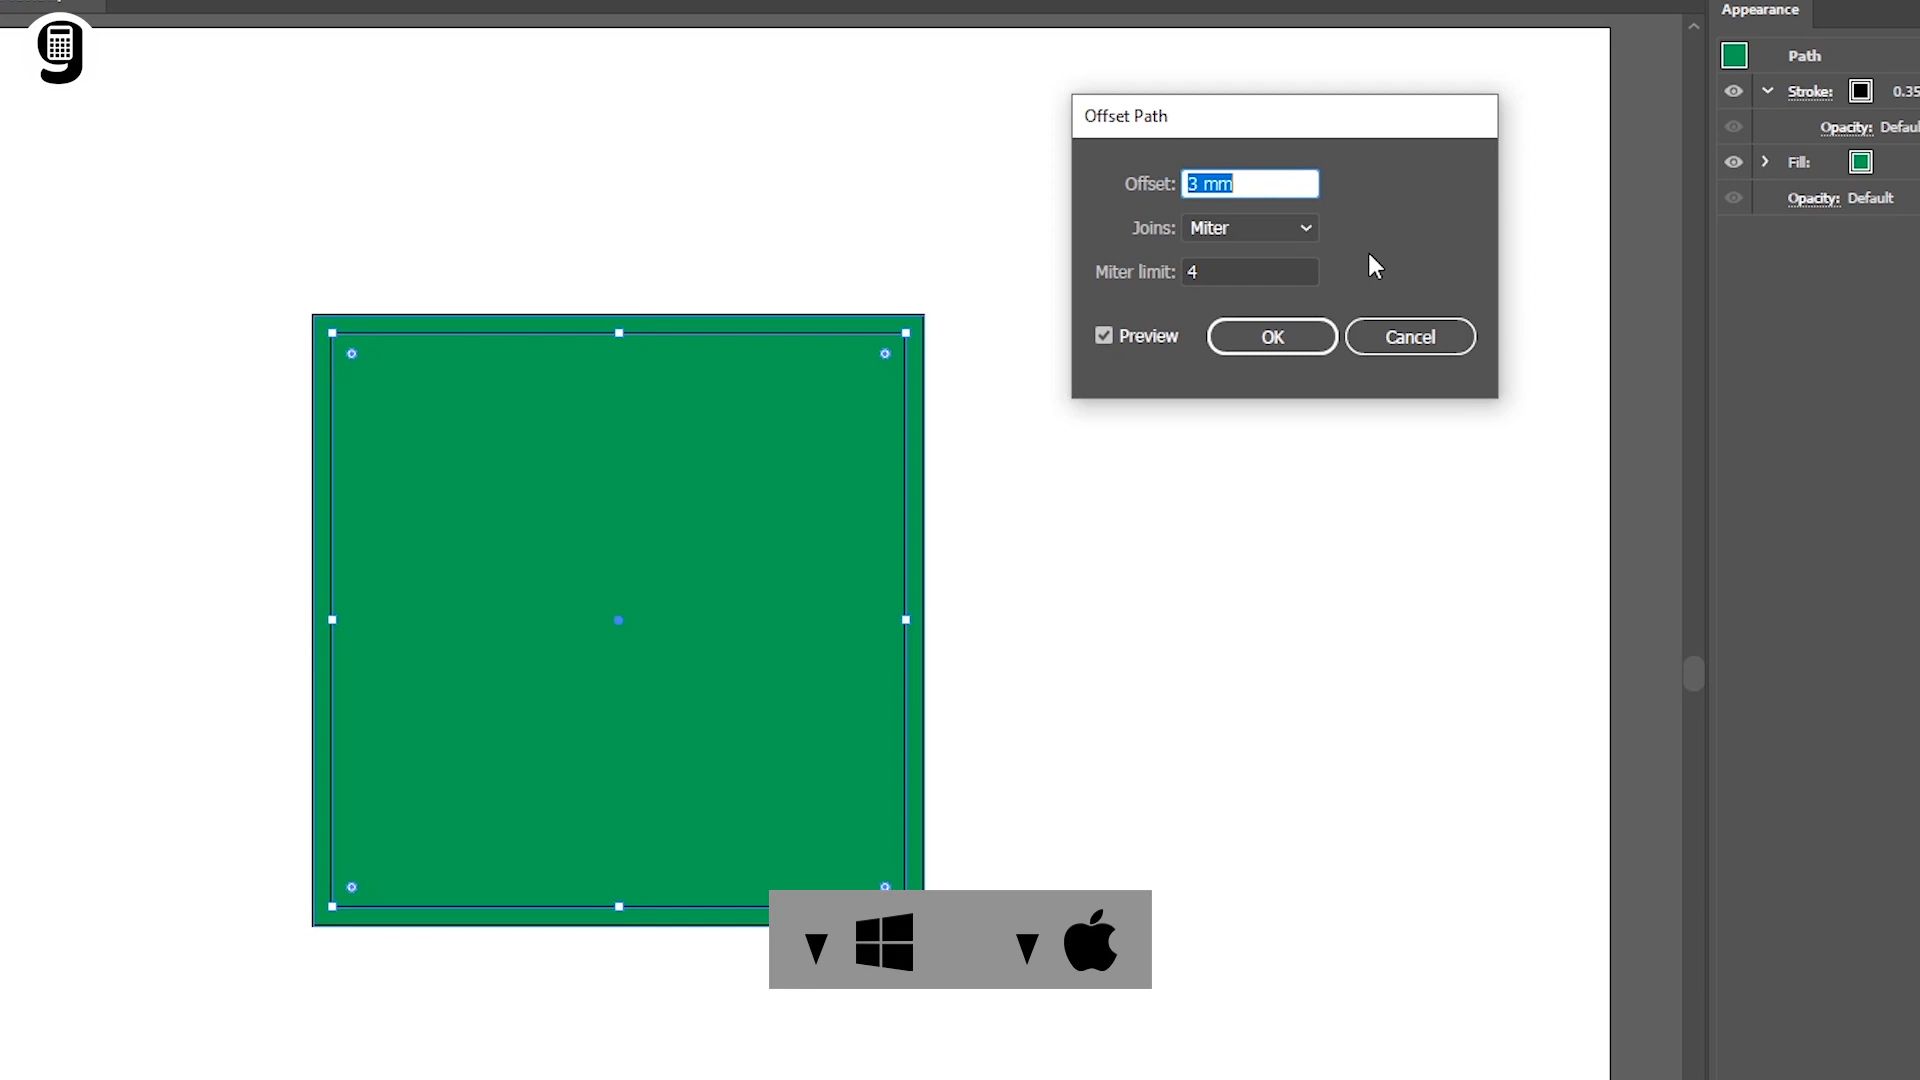 Appearance
Path
Stroke: 0.35
Opacity: Defaul
Fill:
Opacity: Default
Offset Path
Offset: 3 mm
Joins: Miter
Miter limit: 4
Preview OK Cancel
g